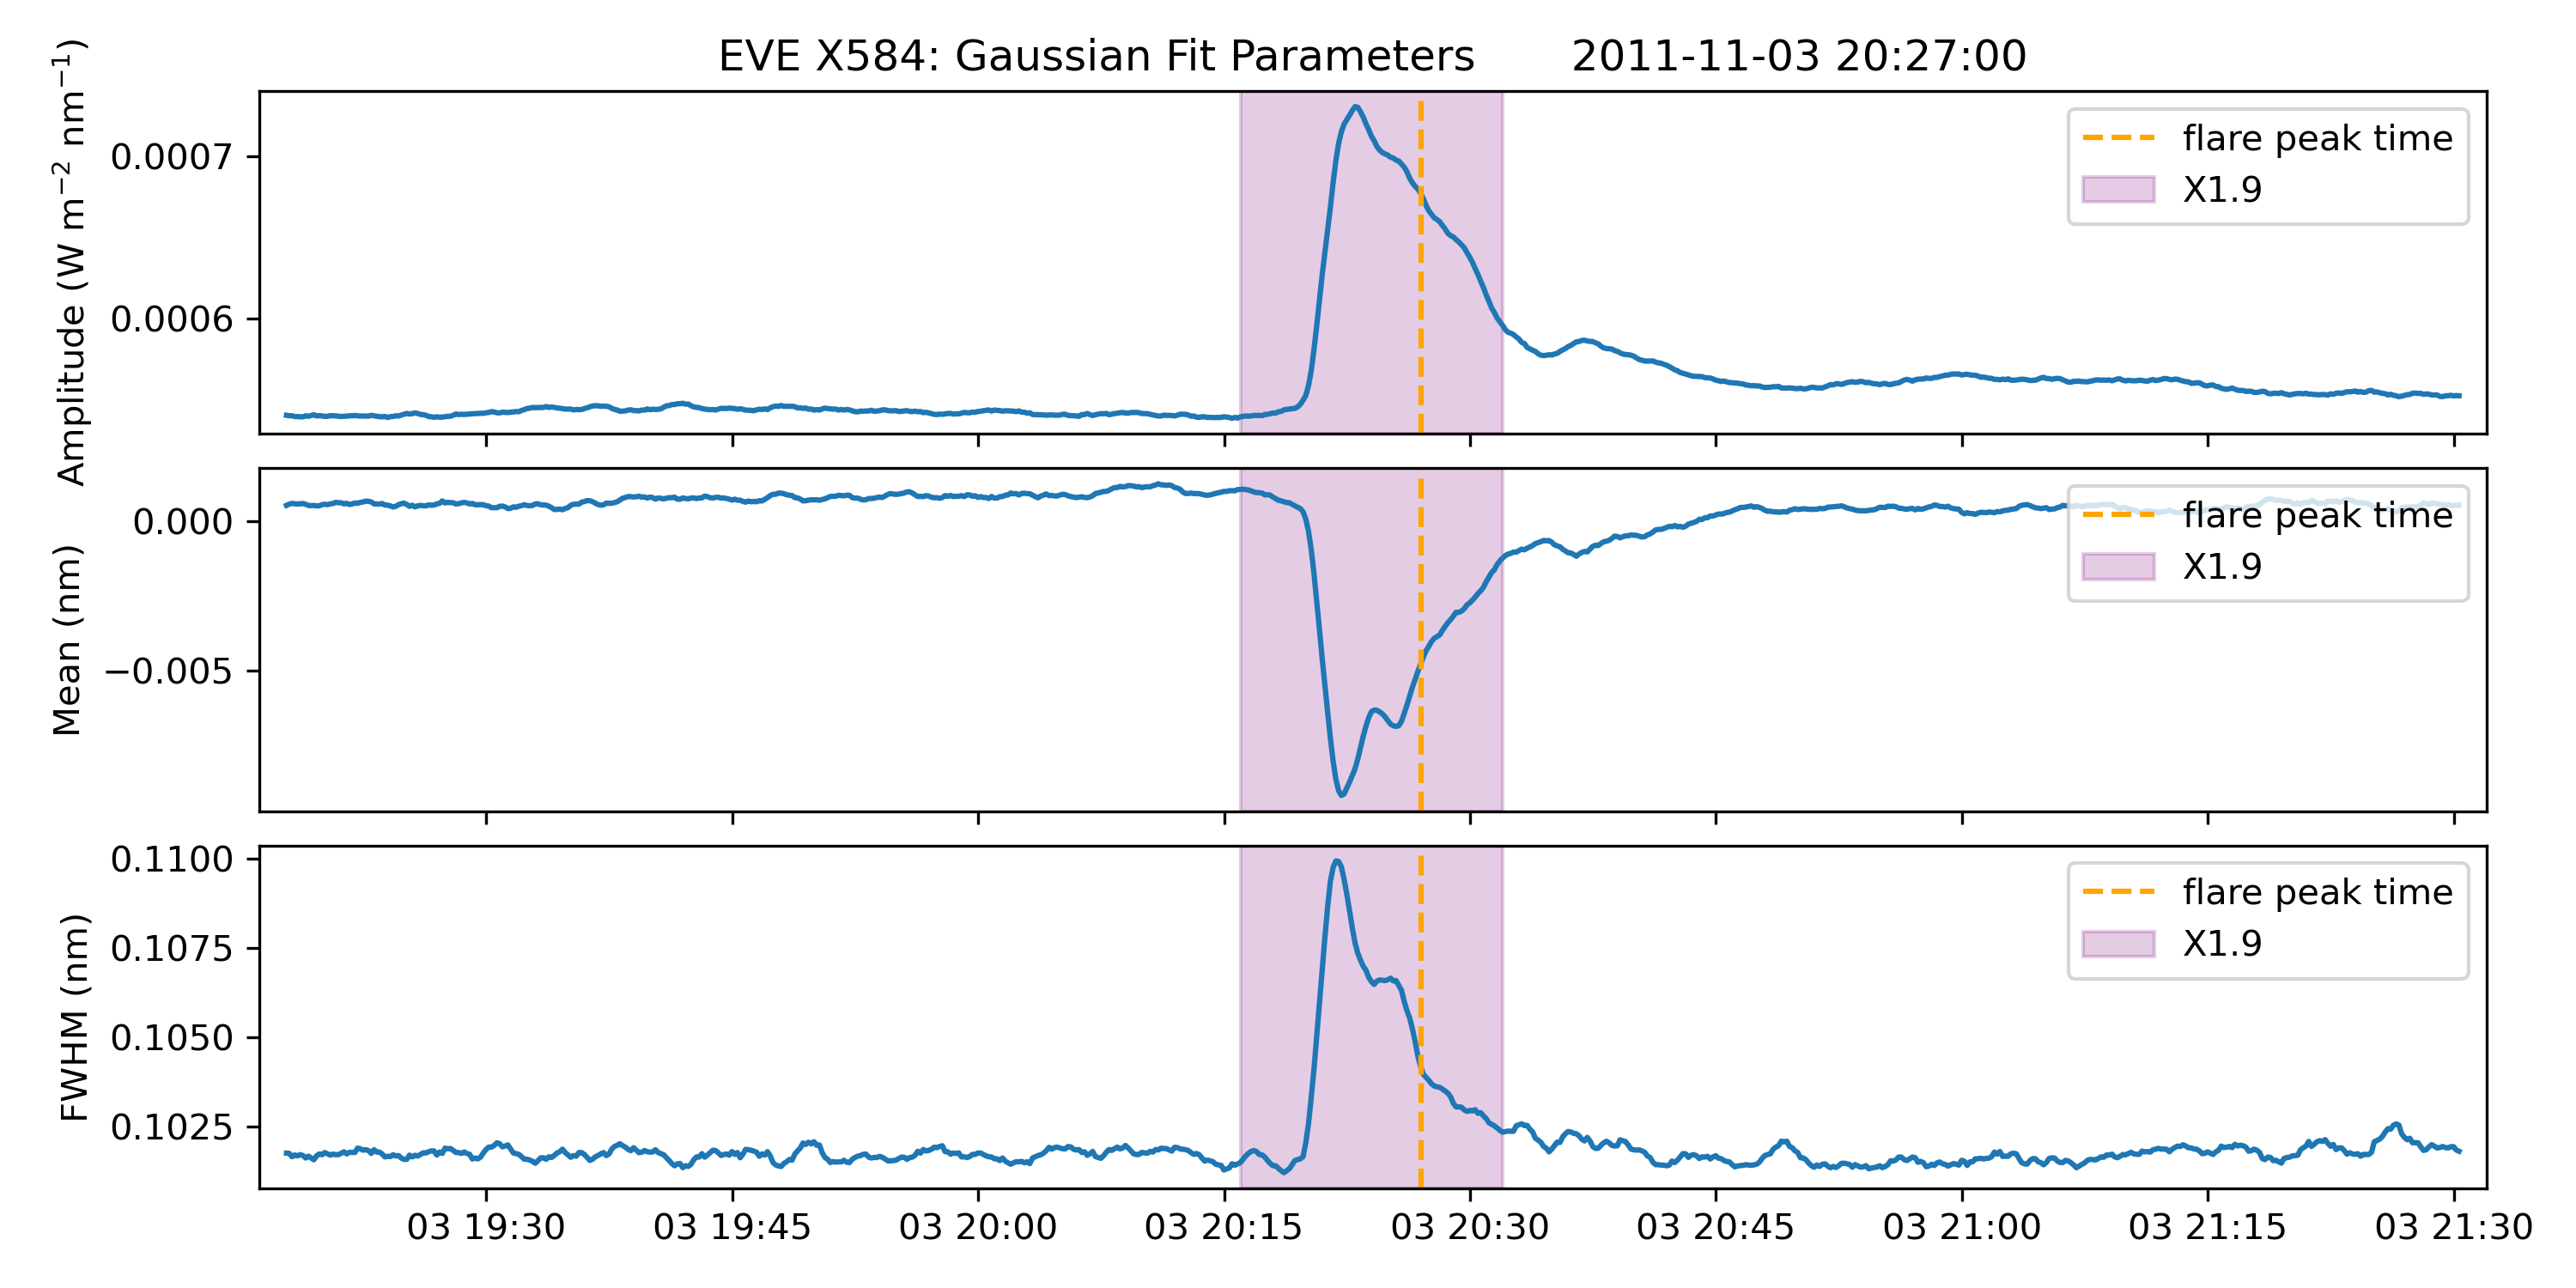 EVE X584: Gaussian Fit Parameters 2011-11-03 20:27:00
Amplitude (W m⁻² nm⁻¹)
0.0007
0.0006
flare peak time
X1.9
Mean (nm)
0.000
−0.005
flare peak time
X1.9
FWHM (nm)
0.1100
0.1075
0.1050
0.1025
flare peak time
X1.9
03 19:30 03 19:45 03 20:00 03 20:15 03 20:30 03 20:45 03 21:00 03 21:15 03 21:30